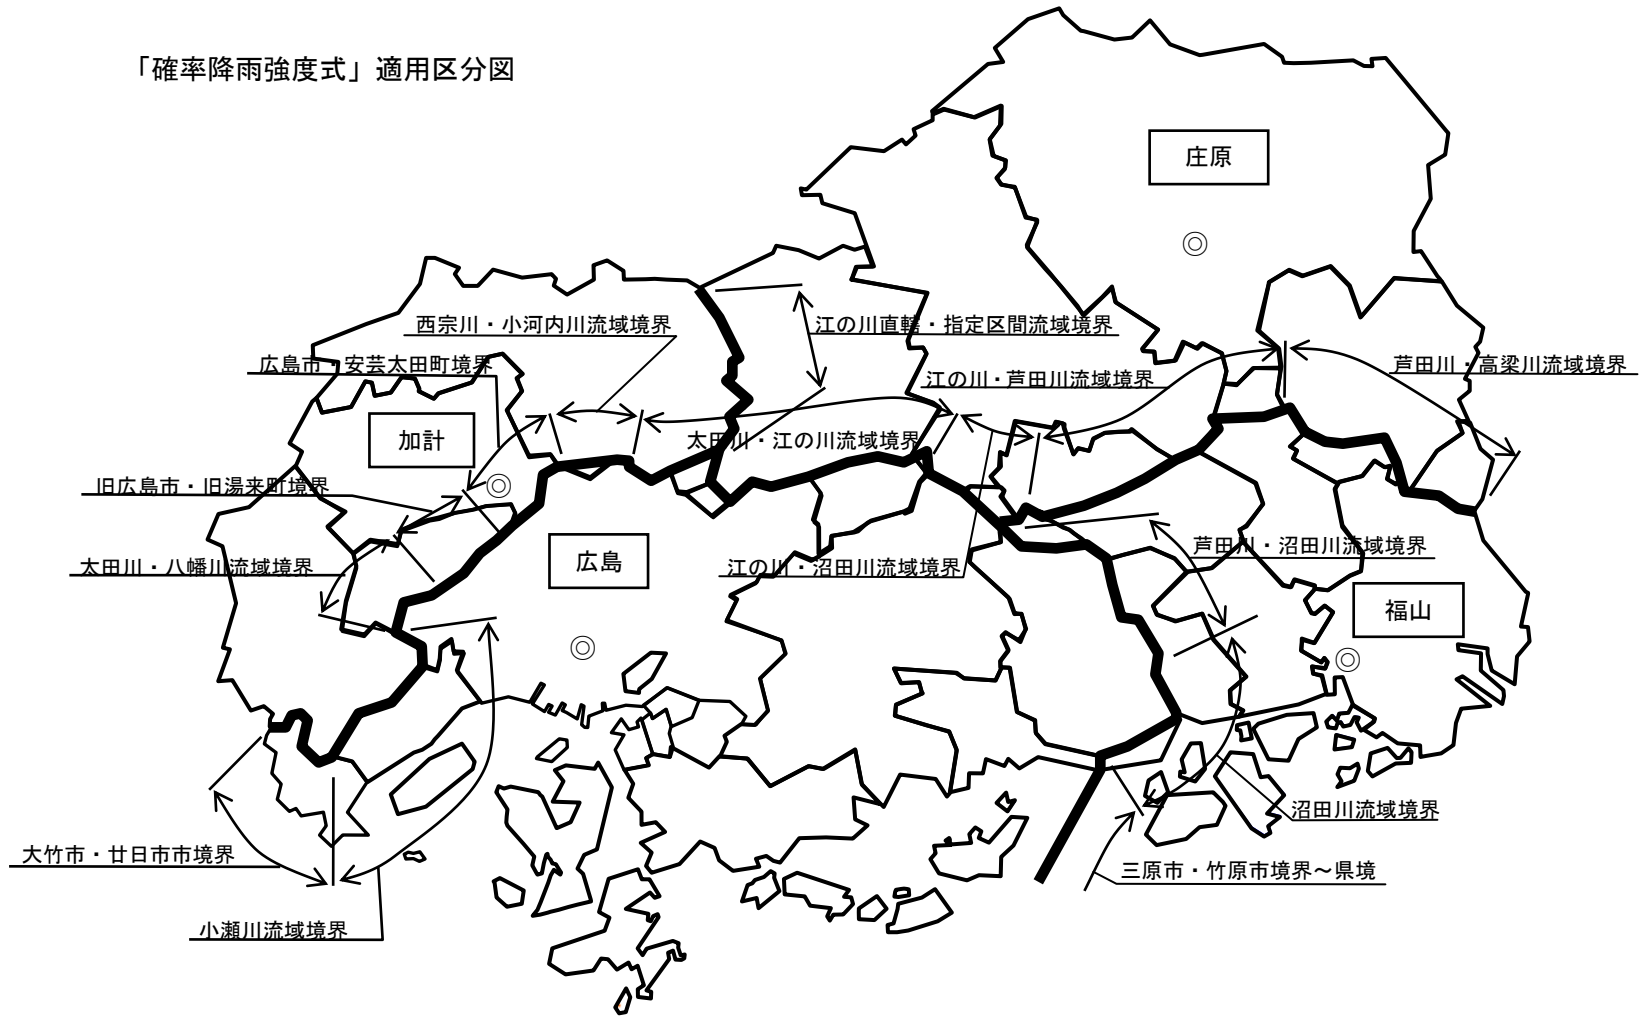 「確率降雨強度式」適用区分図
庄原
西宗川・小河内川流域境界
江の川直轄・指定区間流域境界
広島市・安芸太田町境界
江の川・芦田川流域境界
芦田川・高梁川流域境界
加計
太田川・江の川流域境界
旧広島市・旧湯来町境界
広島
芦田川・沼田川流域境界
太田川・八幡川流域境界
江の川・沼田川流域境界
福山
沼田川流域境界
大竹市・廿日市市境界
三原市・竹原市境界～県境
小瀬川流域境界